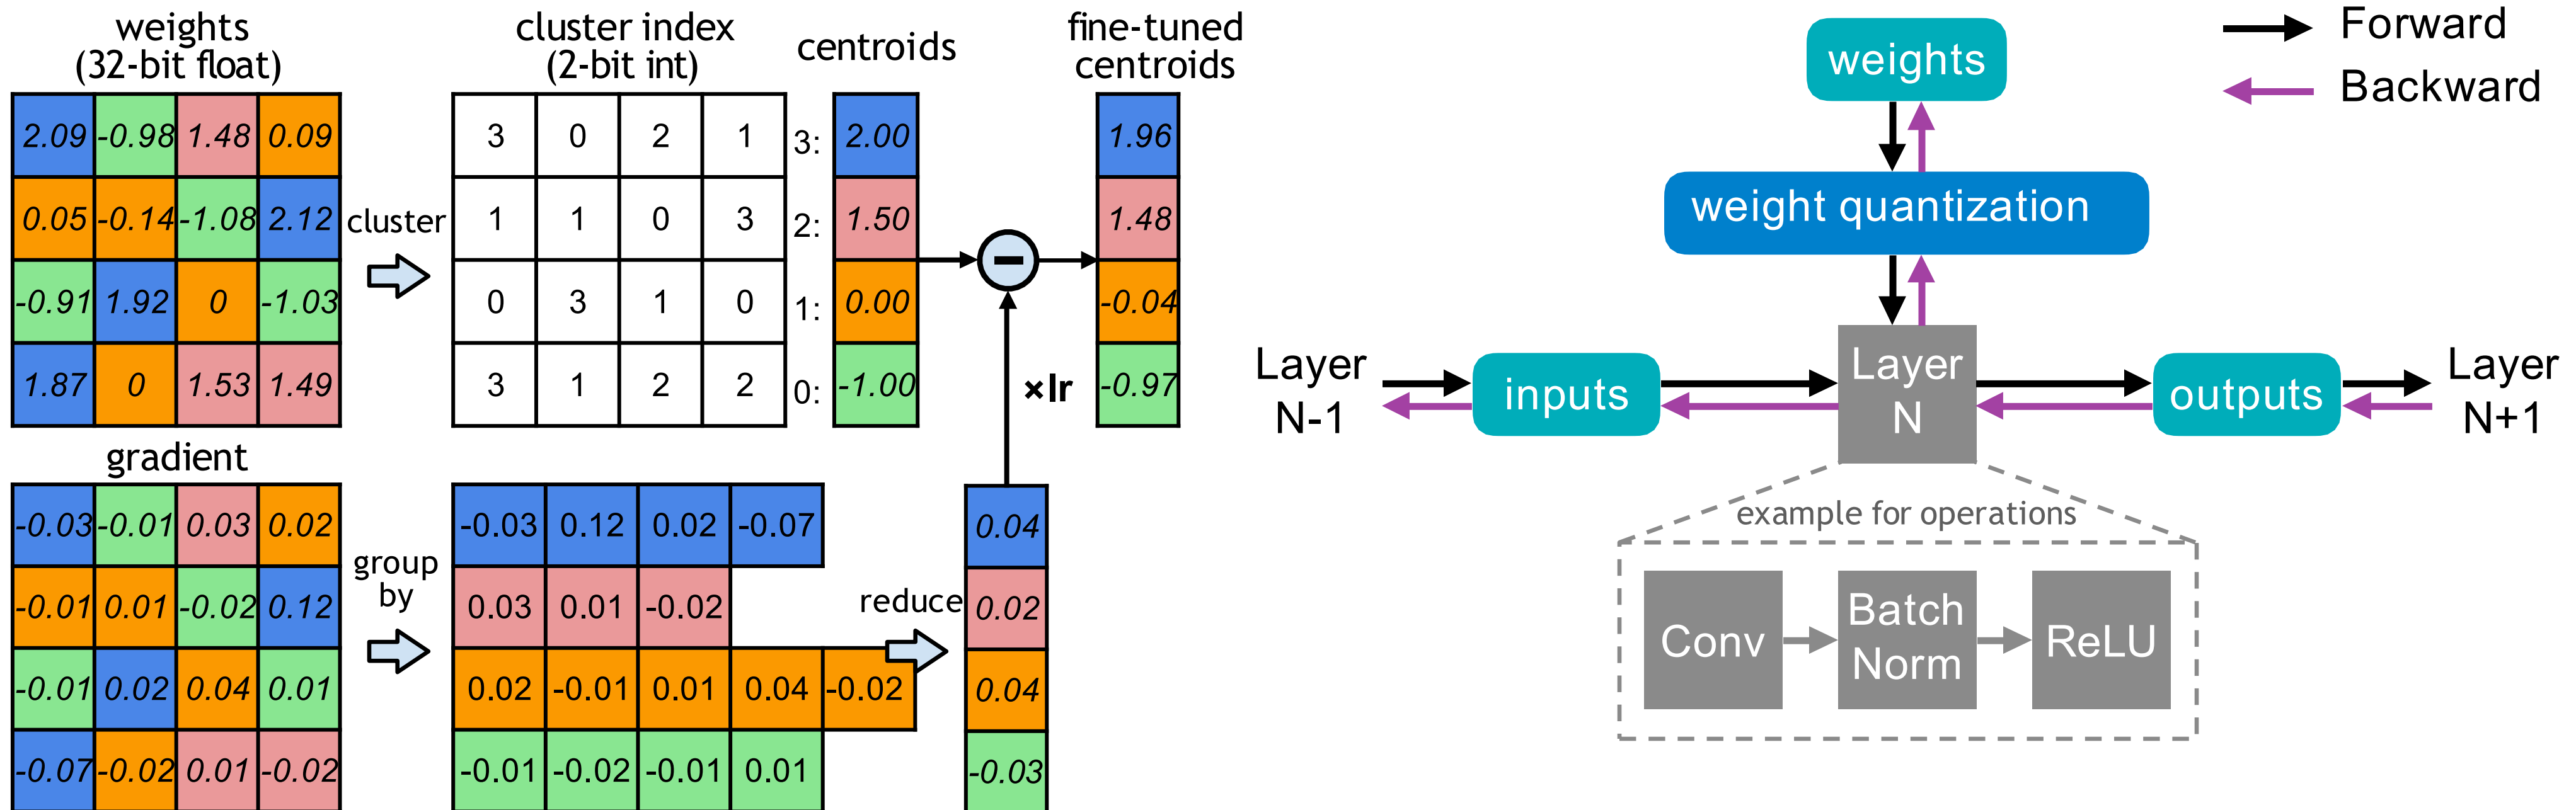 weights
(32-bit float)
cluster index
(2-bit int)
centroids
fine-tuned
centroids
2.09 -0.98 1.48 0.09
0.05 -0.14 -1.08 2.12
-0.91 1.92 0 -1.03
1.87 0 1.53 1.49
cluster
3 0 2 1
1 1 0 3
0 3 1 0
3 1 2 2
3: 2.00
2: 1.50
1: 0.00
0: -1.00
×lr
1.96
1.48
-0.04
-0.97
gradient
-0.03 -0.01 0.03 0.02
-0.01 0.01 -0.02 0.12
-0.01 0.02 0.04 0.01
-0.07 -0.02 0.01 -0.02
group
by
-0.03 0.12 0.02 -0.07
0.03 0.01 -0.02
0.02 -0.01 0.01 0.04 -0.02
-0.01 -0.02 -0.01 0.01
reduce
0.04
0.02
0.04
-0.03
Forward
Backward
weights
weight quantization
Layer
N-1
inputs
Layer
N
outputs
Layer
N+1
example for operations
Conv
Batch
Norm
ReLU